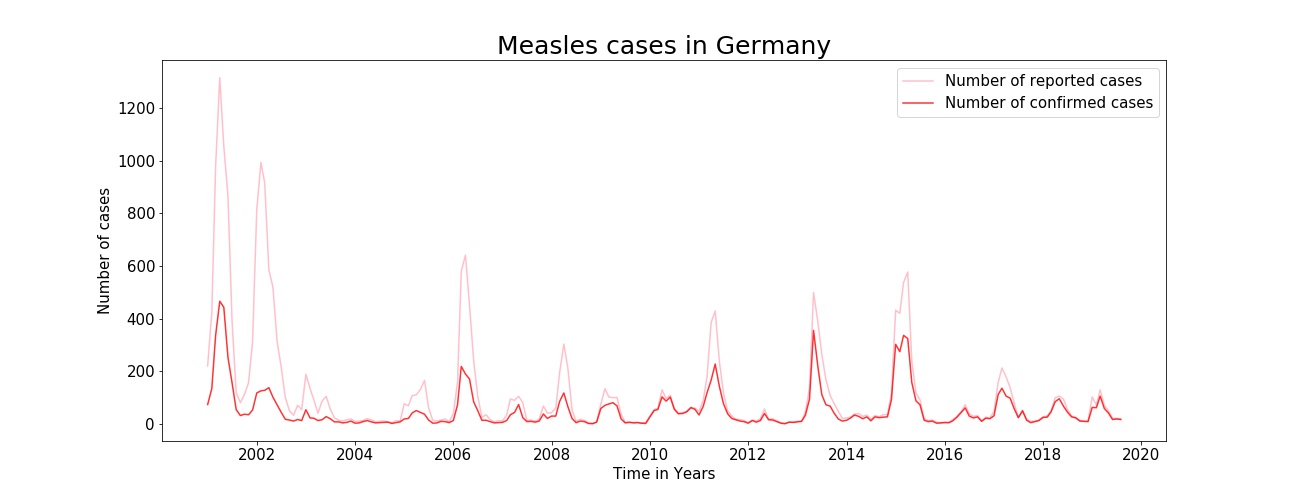 Measles cases in Germany
Number of reported cases
Number of confirmed cases
Number of cases
1200
1000
800
600
400
200
0
2002 2004 2006 2008 2010 2012 2014 2016 2018 2020
Time in Years